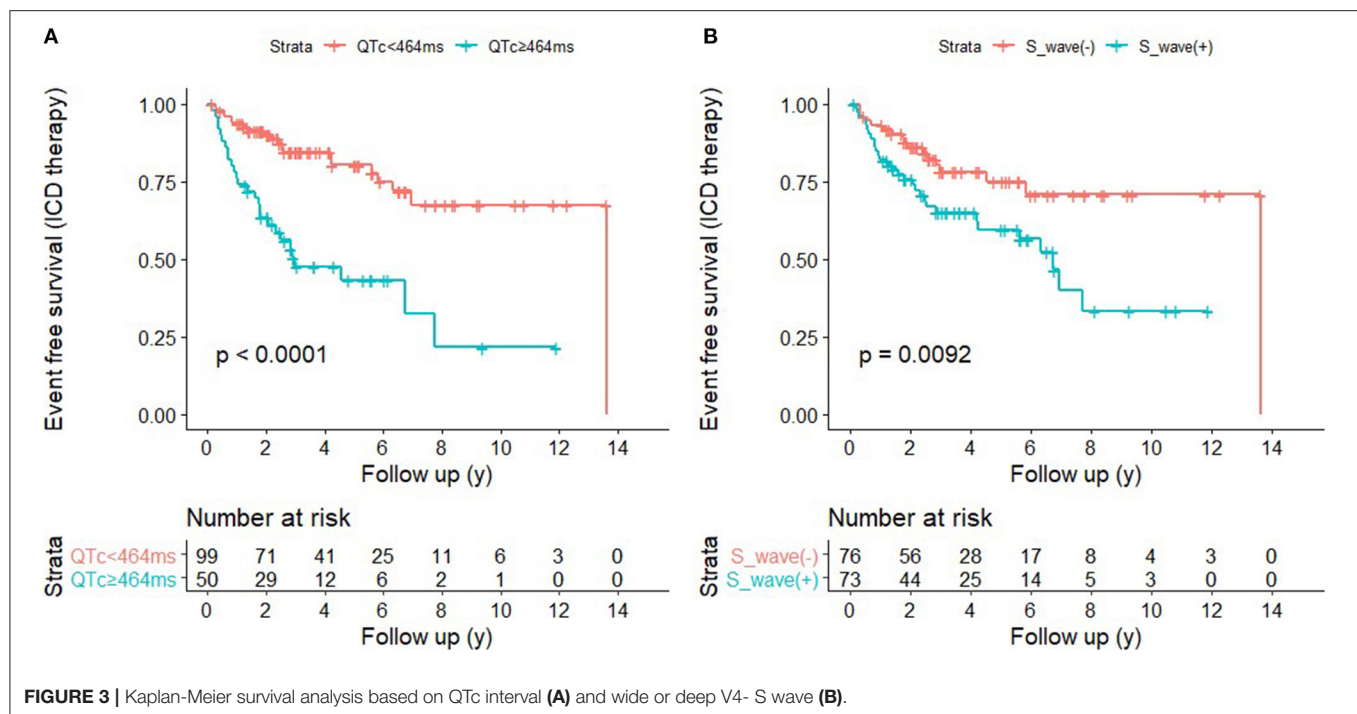 A
Strata QTc<464ms QTc≥464ms
Event free survival (ICD therapy)
1.00
0.75
0.50
0.25
0.00
p < 0.0001
0 2 4 6 8 10 12 14
Follow up (y)
Number at risk
Strata
QTc<464ms 99 71 41 25 11 6 3 0
QTc≥464ms 50 29 12 6 2 1 0 0
0 2 4 6 8 10 12 14
Follow up (y)
B
Strata S_wave(-) S_wave(+)
Event free survival (ICD therapy)
1.00
0.75
0.50
0.25
0.00
p = 0.0092
0 2 4 6 8 10 12 14
Follow up (y)
Number at risk
Strata
S_wave(-) 76 56 28 17 8 4 3 0
S_wave(+) 73 44 25 14 5 3 0 0
0 2 4 6 8 10 12 14
Follow up (y)
FIGURE 3 | Kaplan-Meier survival analysis based on QTc interval (A) and wide or deep V4- S wave (B).